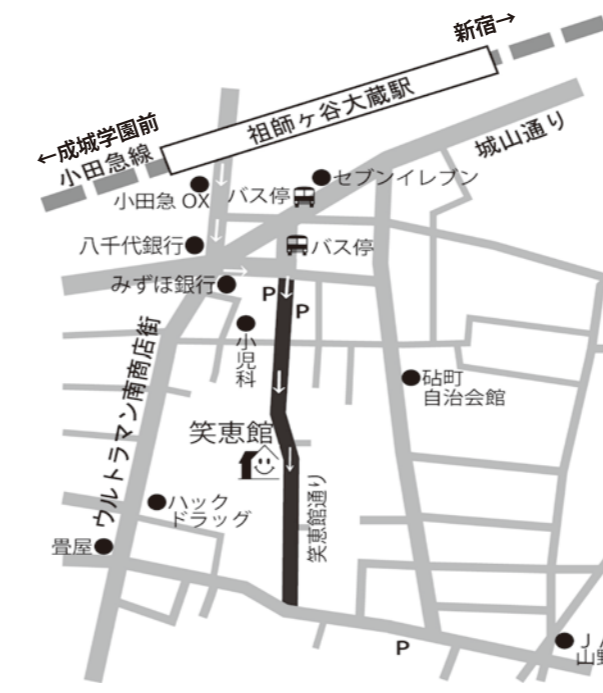 新宿→
祖師ヶ谷大蔵駅
←成城学園前
小田急線
城山通り
セブンイレブン
小田急 OX
バス停
八千代銀行
バス停
みずほ銀行
P
P
小児科
ウルトラマン南商店街
砧町
自治会館
笑恵館
笑恵館通り
ハック
ドラッグ
畳屋
P
山野